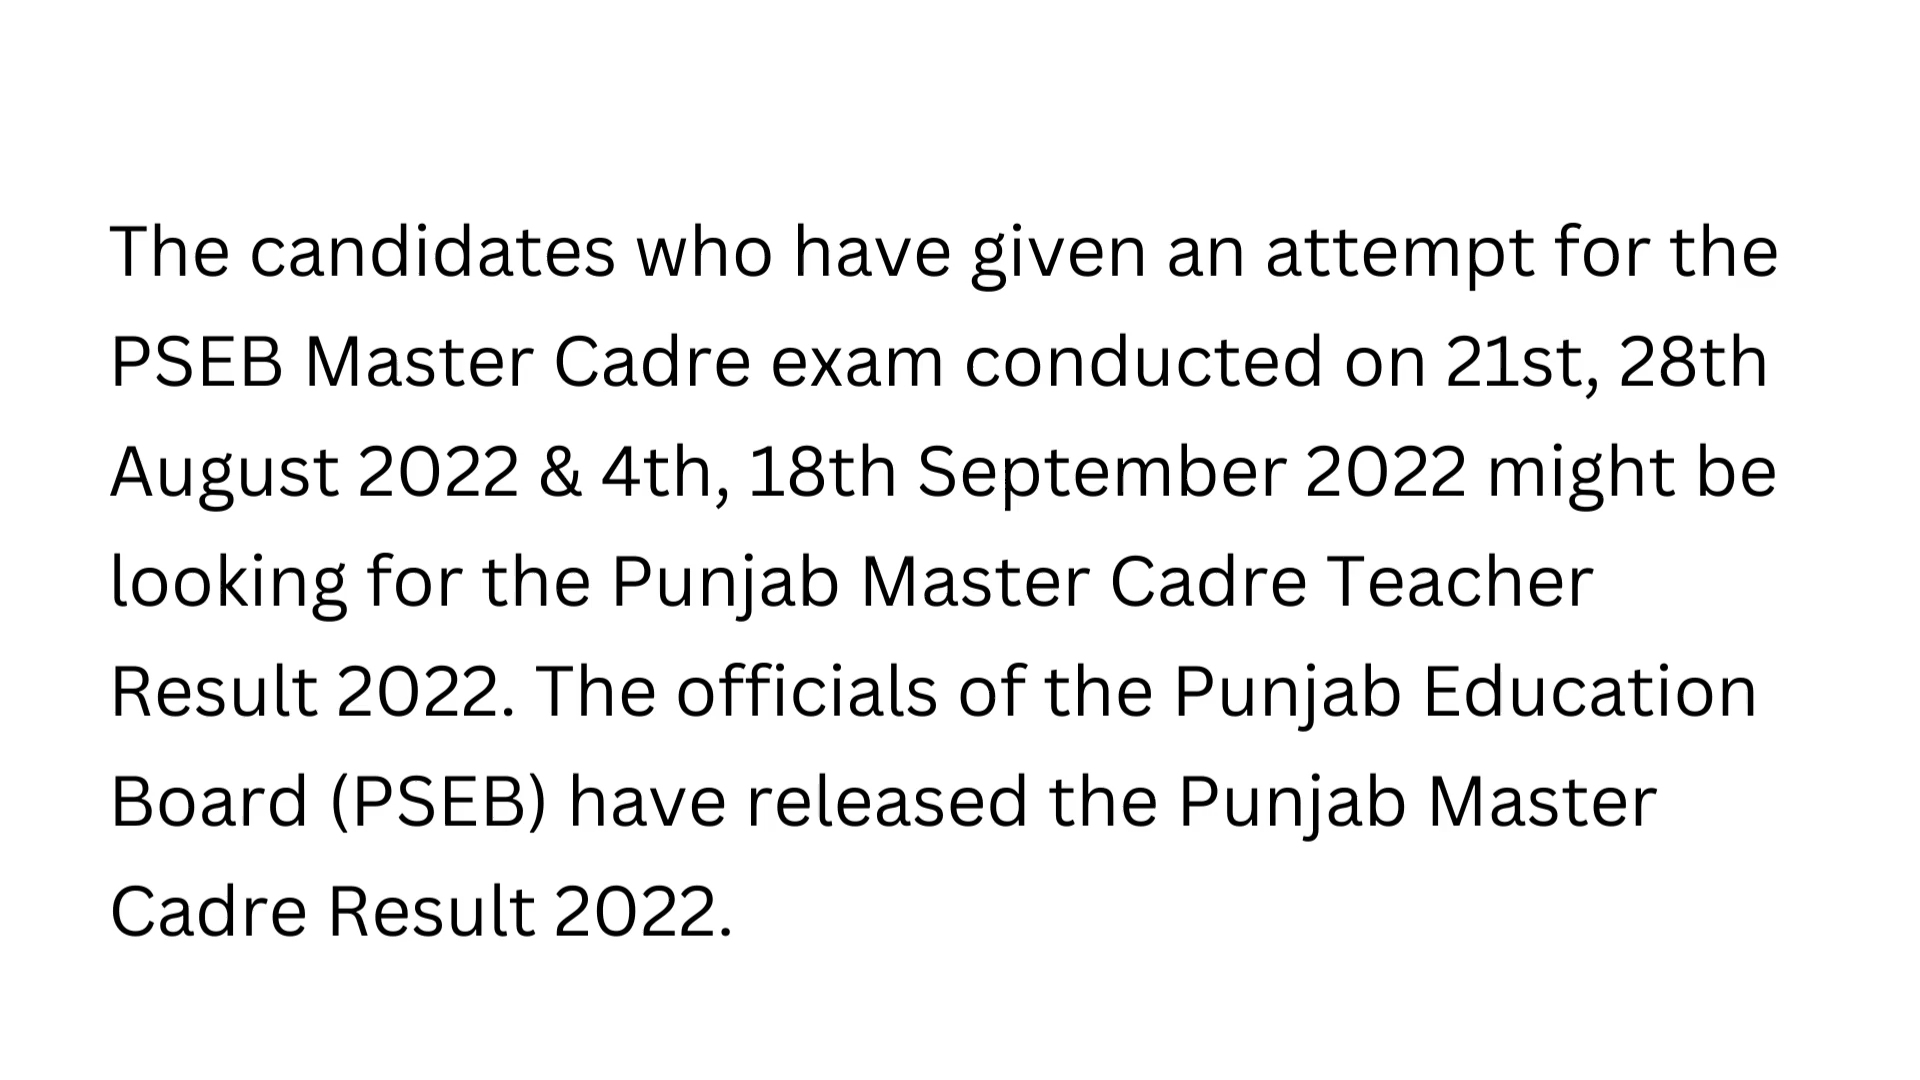 The candidates who have given an attempt for the
PSEB Master Cadre exam conducted on 21st, 28th
August 2022 & 4th, 18th September 2022 might be
looking for the Punjab Master Cadre Teacher
Result 2022. The officials of the Punjab Education
Board (PSEB) have released the Punjab Master
Cadre Result 2022.